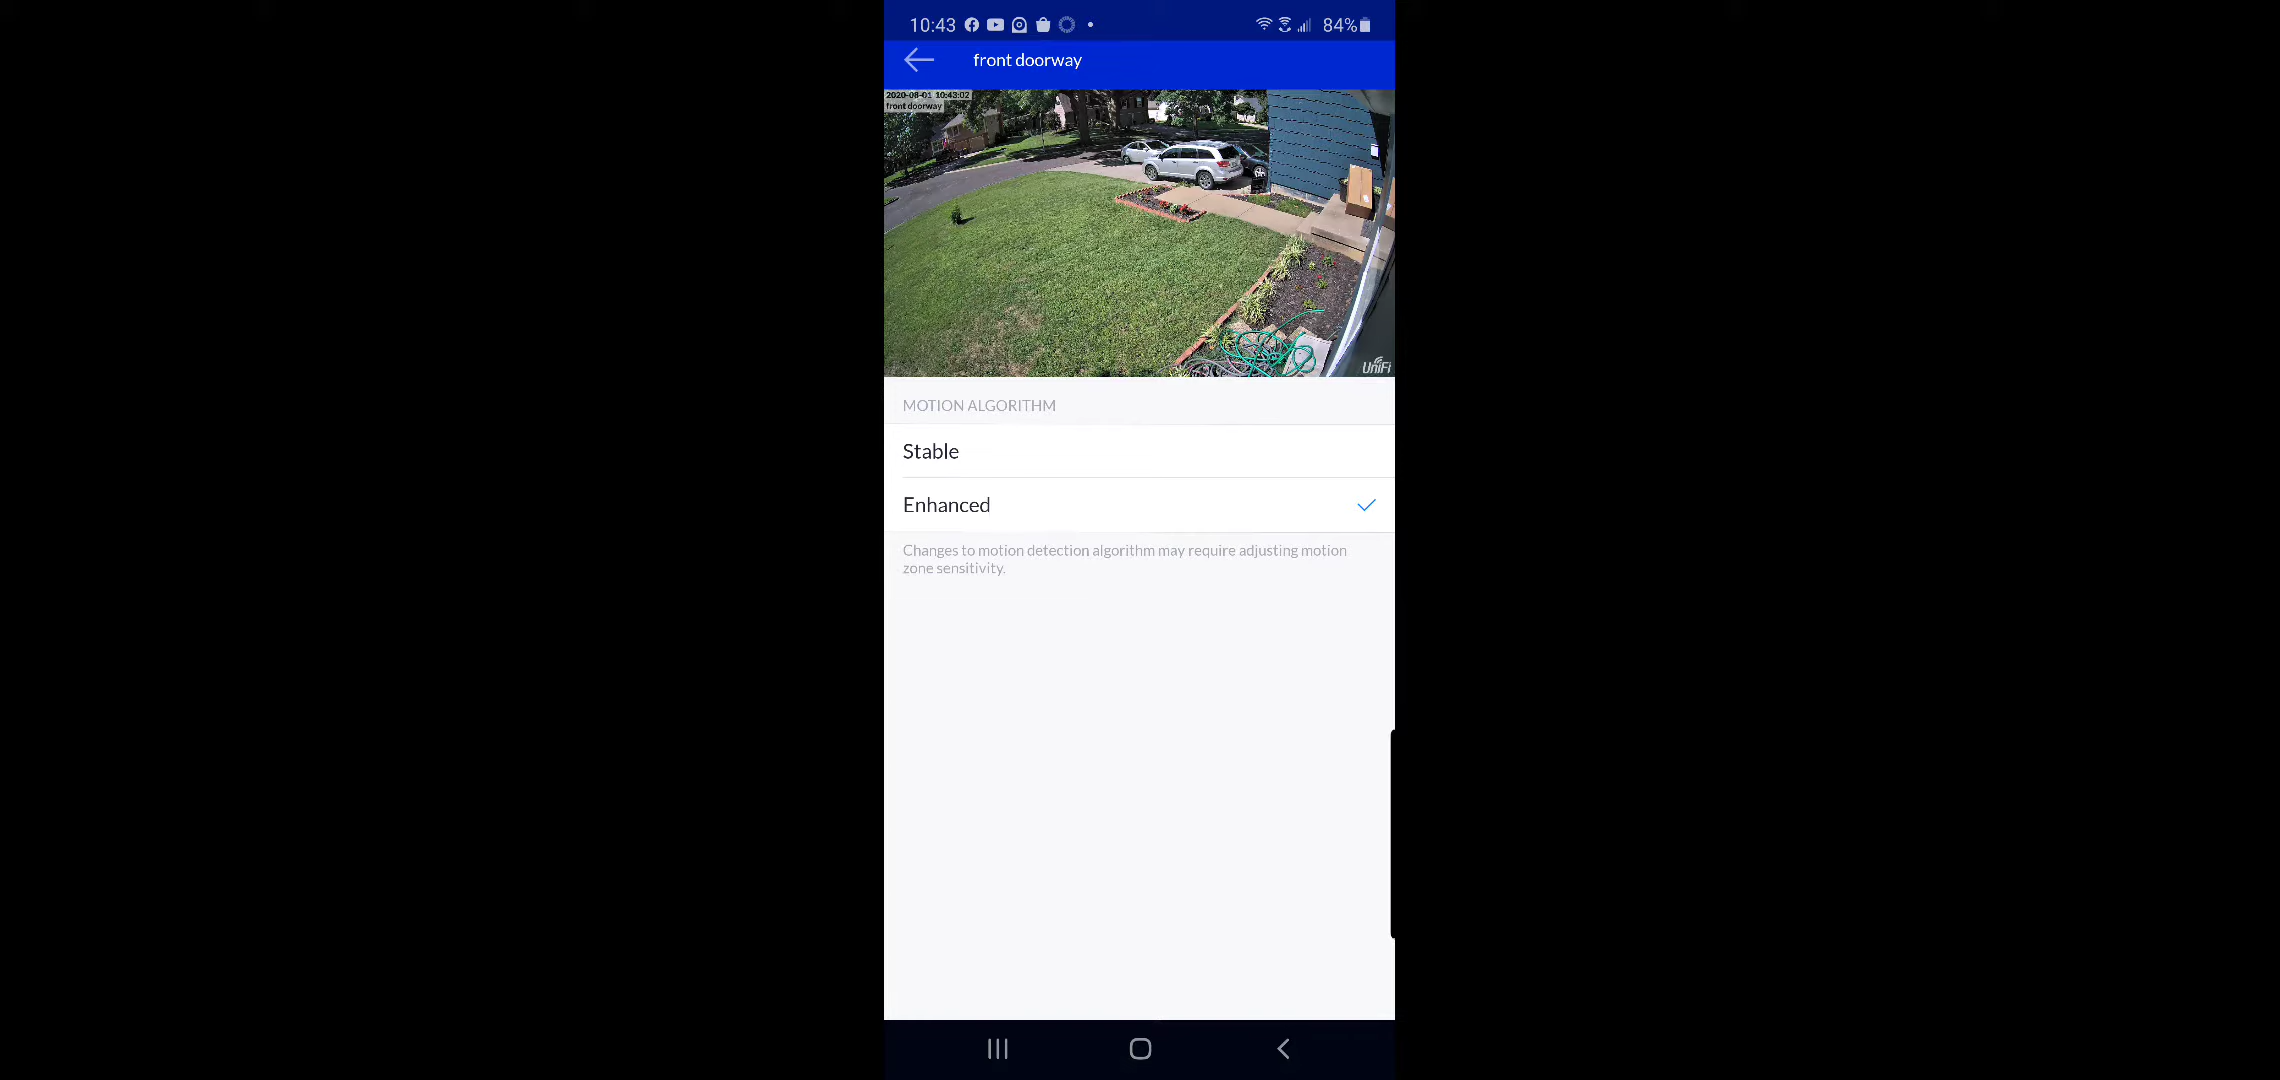 10:43 84%
front doorway
2020-08-01 10:43:02
front doorway
UniFi
MOTION ALGORITHM
Stable
Enhanced
Changes to motion detection algorithm may require adjusting motion
zone sensitivity.